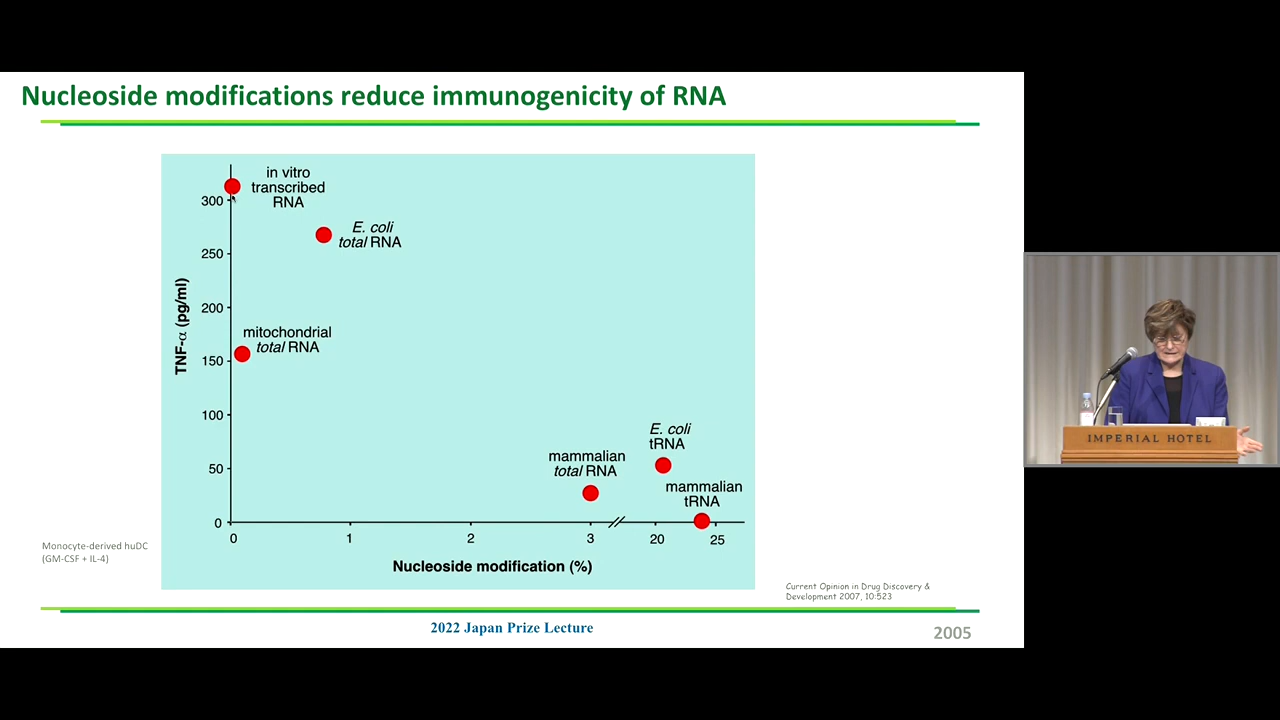 Nucleoside modifications reduce immunogenicity of RNA
in vitro
transcribed
RNA
E. coli
total RNA
mitochondrial
total RNA
E. coli
tRNA
mammalian
total RNA
mammalian
tRNA
TNF-α (pg/ml)
300
250
200
150
100
50
0
0
1
2
3
20
25
Nucleoside modification (%)
Monocyte-derived huDC
(GM-CSF + IL-4)
Current Opinion in Drug Discovery &
Development 2007, 10:523
2022 Japan Prize Lecture
2005
IMPERIAL HOTEL